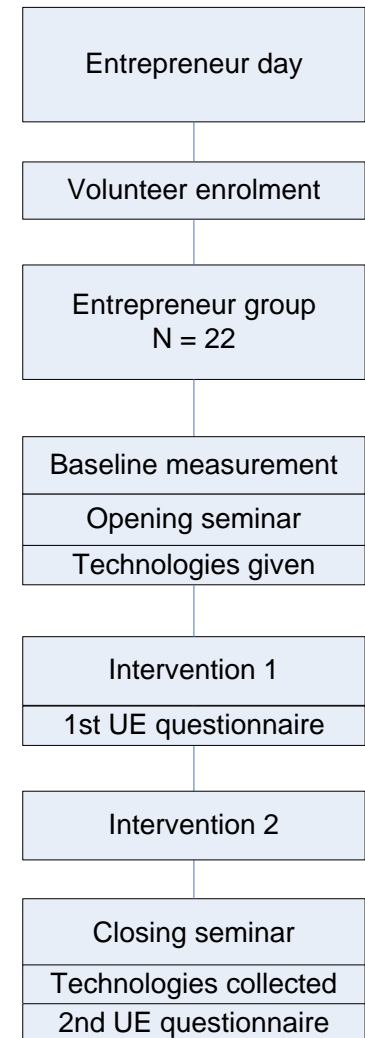 Entrepreneur day
Volunteer enrolment
Entrepreneur group
N = 22
Baseline measurement
Opening seminar
Technologies given
Intervention 1
1st UE questionnaire
Intervention 2
Closing seminar
Technologies collected
2nd UE questionnaire